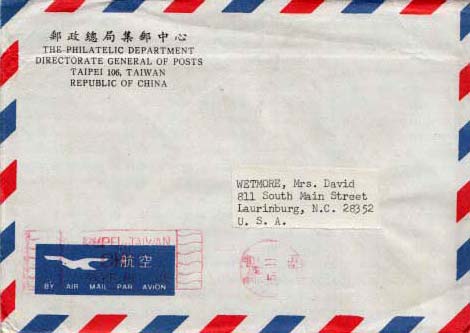 郵政總局集郵中心
THE PHILATELIC DEPARTMENT
DIRECTORATE GENERAL OF POSTS
TAIPEI 106, TAIWAN
REPUBLIC OF CHINA
WETMORE, Mrs. David
811 South Main Street
Laurinburg, N.C. 28352
U. S. A.
TAIWAN
航空
BY AIR MAIL PAR AVION